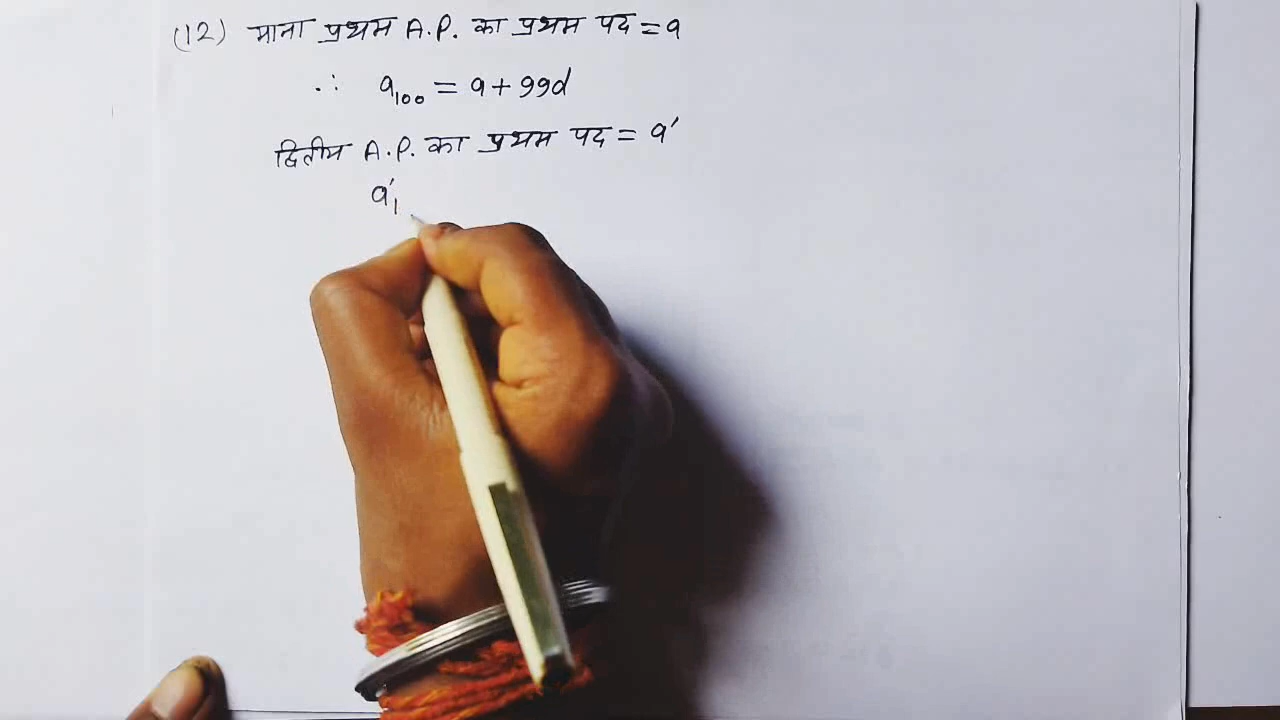 (12) माना प्रथम A.P. का प्रथम पद = a
∴ a₁₀₀ = a + 99d
द्वितीय A.P. का प्रथम पद = a'
a'₁